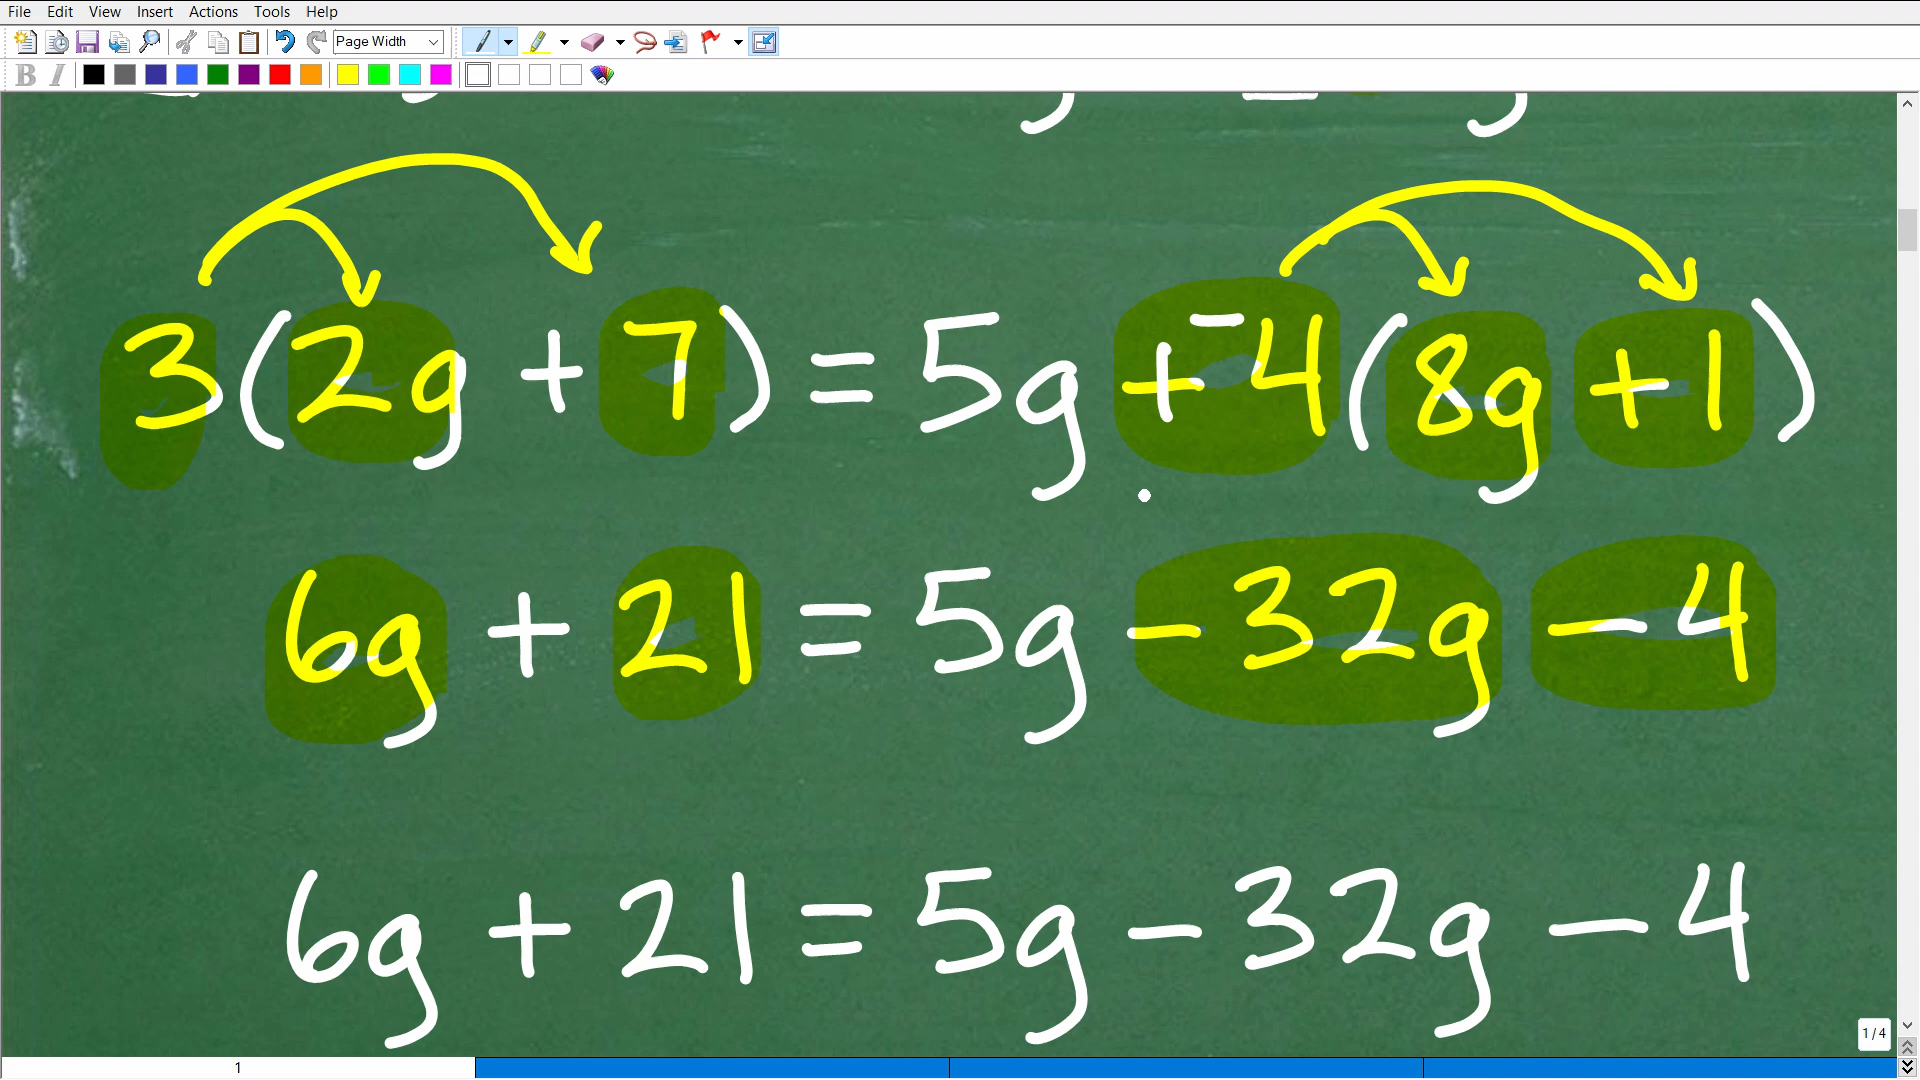 File Edit View Insert Actions Tools Help
Page Width
B I
3(2g + 7) = 5g + ⁻4(8g + 1)
6g + 21 = 5g - 32g - 4
6g + 21 = 5g - 32g - 4
1 / 4
1